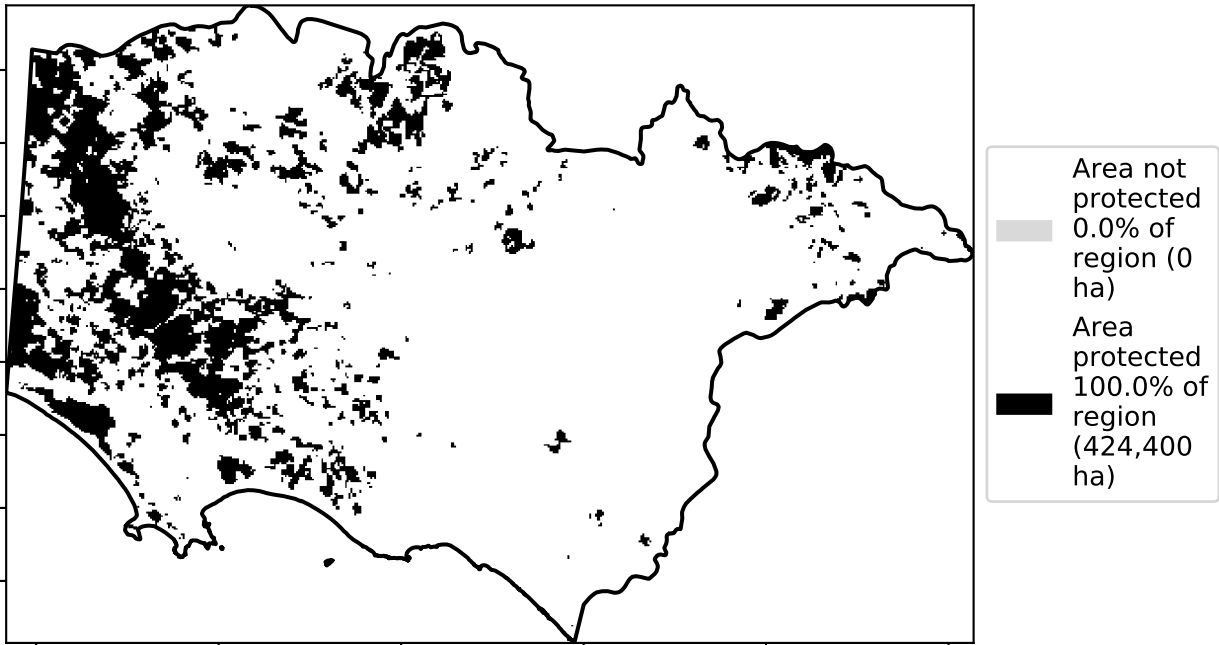 Area not
protected
0.0% of
region (0
ha)
Area
protected
100.0% of
region
(424,400
ha)